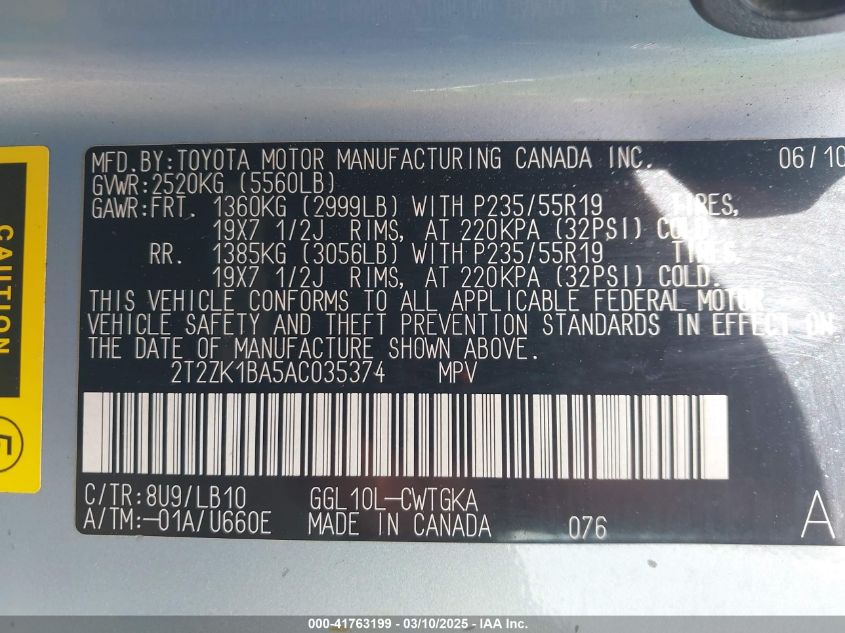 MFD.BY:TOYOTA MOTOR MANUFACTURING CANADA INC. 06/10
GVWR:2520KG (5560LB)
GAWR:FRT. 1360KG (2999LB) WITH P235/55R19 TIRES,
19X7 1/2J RIMS, AT 220KPA (32PSI) COLD.
RR. 1385KG (3056LB) WITH P235/55R19 TIRES,
19X7 1/2J RIMS, AT 220KPA (32PSI) COLD.
THIS VEHICLE CONFORMS TO ALL APPLICABLE FEDERAL MOTOR
VEHICLE SAFETY AND THEFT PREVENTION STANDARDS IN EFFECT ON
THE DATE OF MANUFACTURE SHOWN ABOVE.
2T2ZK1BA5AC035374 MPV
C/TR:8U9/LB10 GGL10L-CWTGKA
A/TM:-01A/U660E MADE IN CANADA 076 A
CAUTION
000-41763199 - 03/10/2025 - IAA Inc.